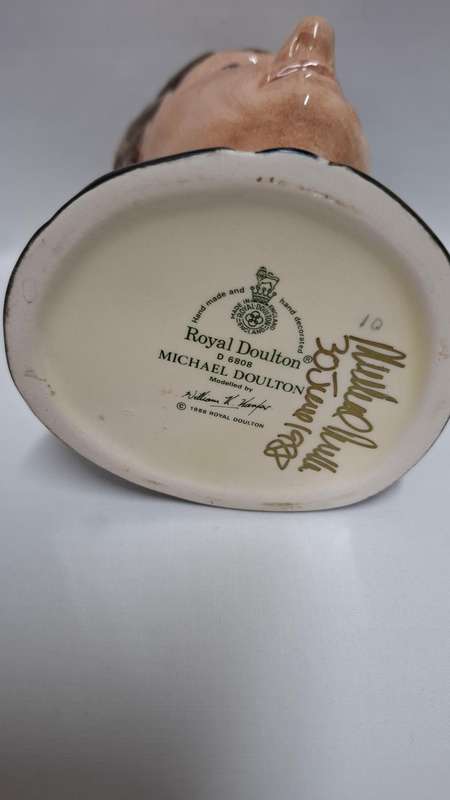 Hand made and hand decorated
MADE IN ENGLAND
ROYAL DOULTON
ENGLAND
Royal Doulton®
D 6808
MICHAEL DOULTON
Modelled by
William K Harper
© 1988 ROYAL DOULTON
10
Michael Doulton
30 1988